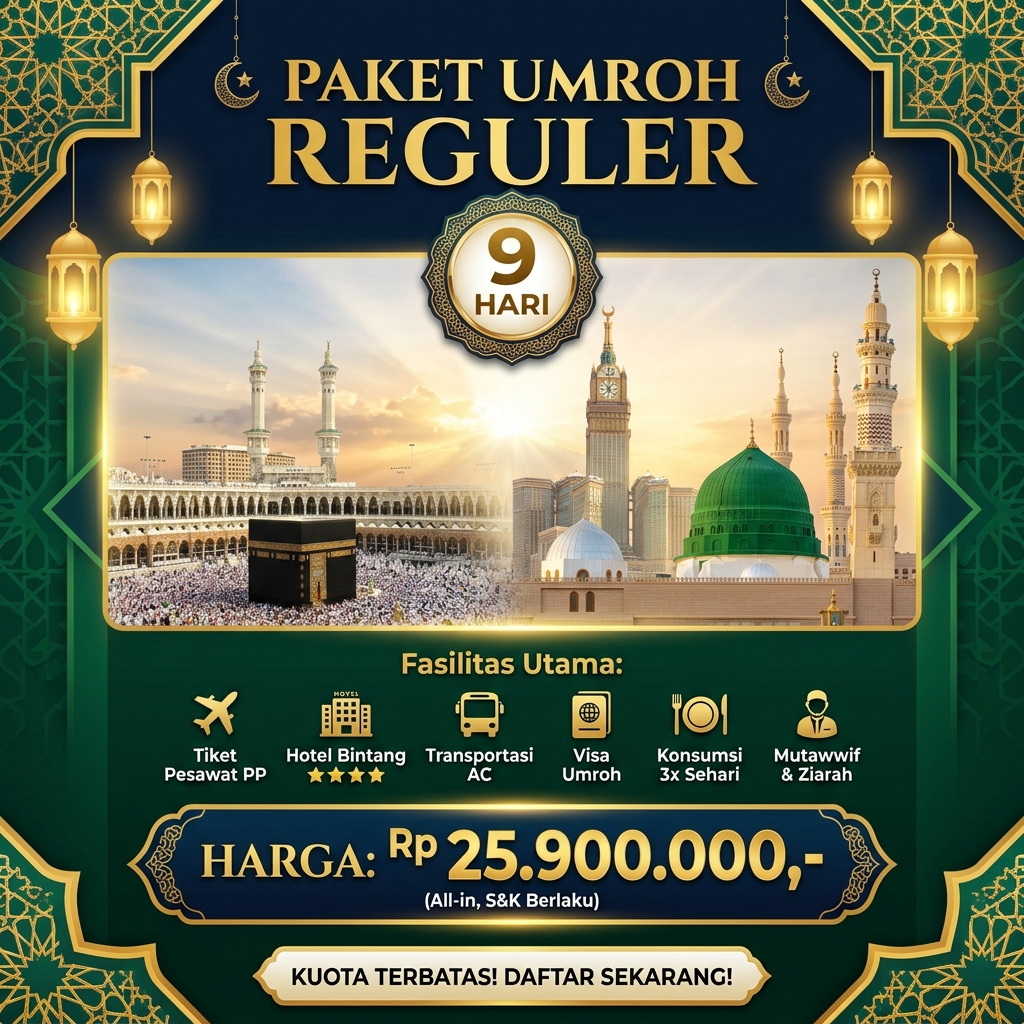 PAKET UMROH
REGULER
9
HARI
Fasilitas Utama:
Tiket
Pesawat PP
Hotel Bintang
Transportasi
AC
Visa
Umroh
Konsumsi
3x Sehari
Mutawwif
& Ziarah
HARGA: Rp 25.900.000,-
(All-in, S&K Berlaku)
KUOTA TERBATAS! DAFTAR SEKARANG!